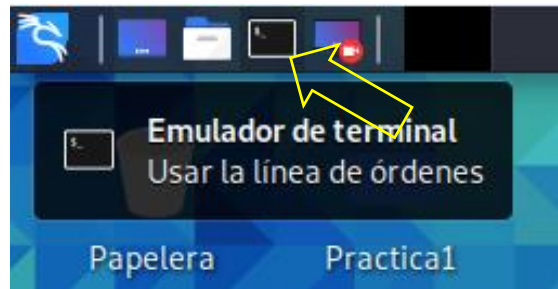 $_
Emulador de terminal
$_
Usar la línea de órdenes
Papelera
Practica1